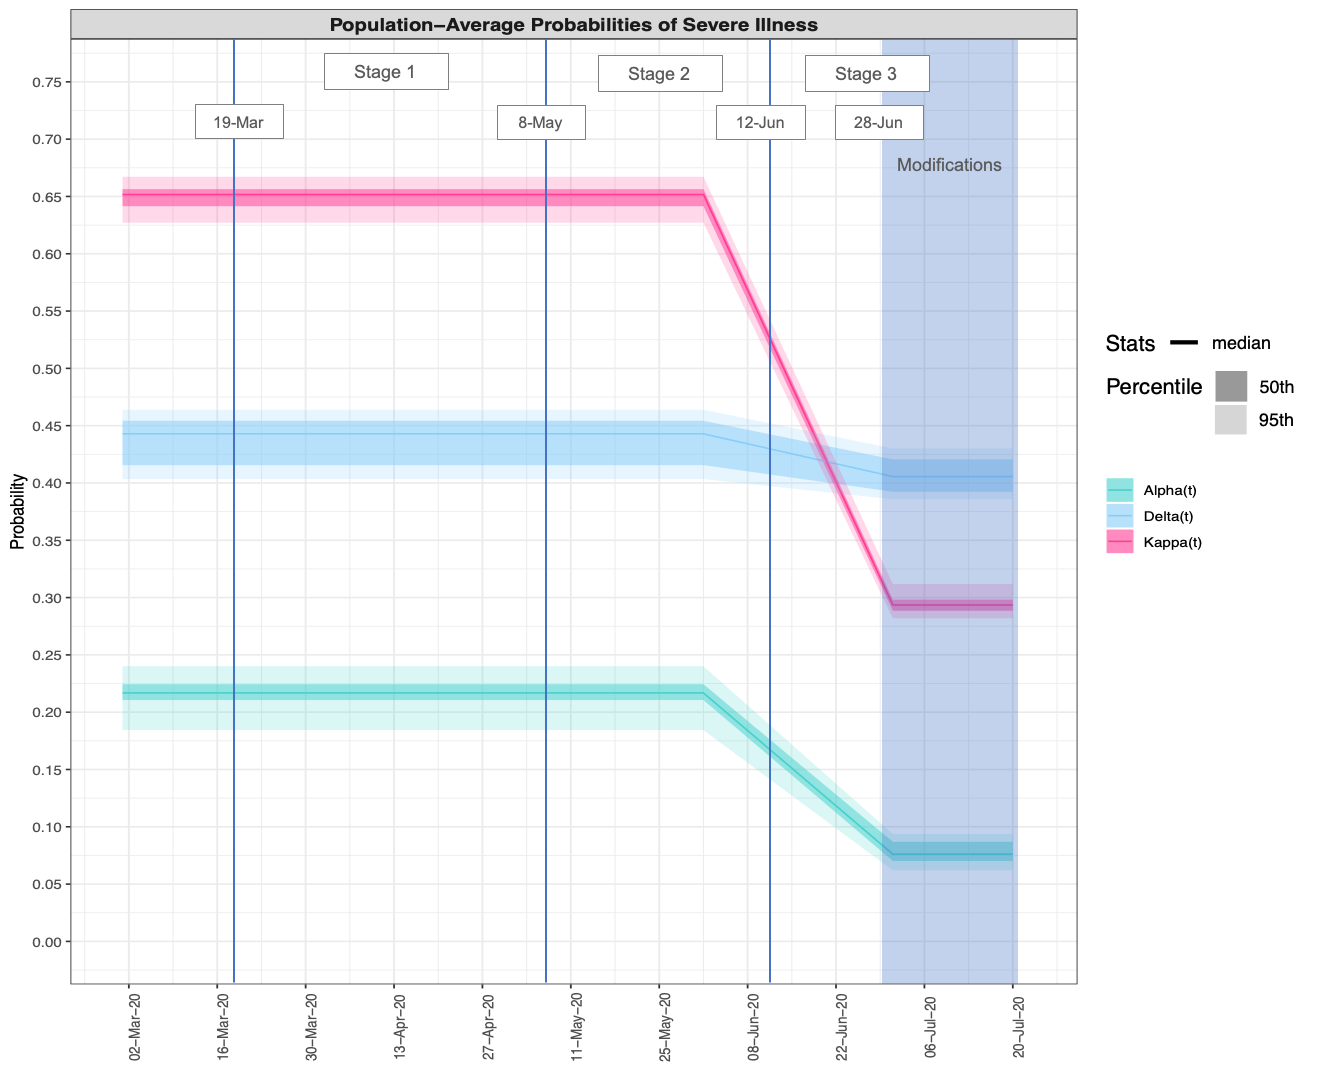 Population−Average Probabilities of Severe Illness
Stage 1
Stage 2
Stage 3
19-Mar
8-May
12-Jun
28-Jun
Modifications
0.75
0.70
0.65
0.60
0.55
0.50
0.45
0.40
0.35
0.30
0.25
0.20
0.15
0.10
0.05
0.00
Probability
02−Mar−20
16−Mar−20
30−Mar−20
13−Apr−20
27−Apr−20
11−May−20
25−May−20
08−Jun−20
22−Jun−20
06−Jul−20
20−Jul−20
Stats median
Percentile 50th
95th
Alpha(t)
Delta(t)
Kappa(t)